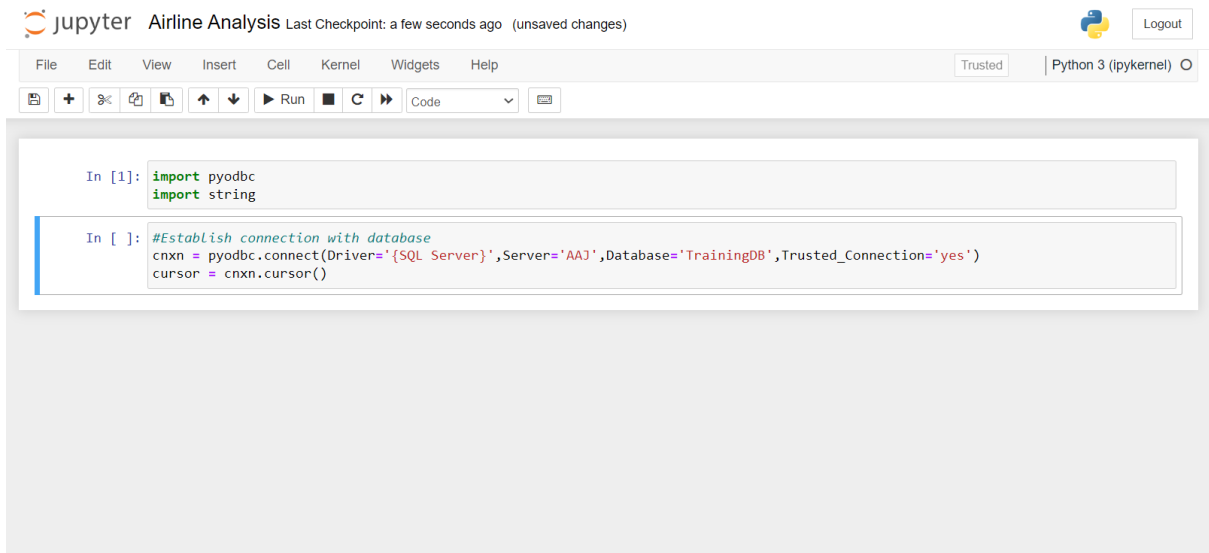 jupyter Airline Analysis Last Checkpoint: a few seconds ago (unsaved changes)
Logout
File Edit View Insert Cell Kernel Widgets Help
Trusted
Python 3 (ipykernel)
Run
Code
In [1]: import pyodbc
import string
In [ ]: #Establish connection with database
cnxn = pyodbc.connect(Driver='{SQL Server}',Server='AAJ',Database='TrainingDB',Trusted_Connection='yes')
cursor = cnxn.cursor()